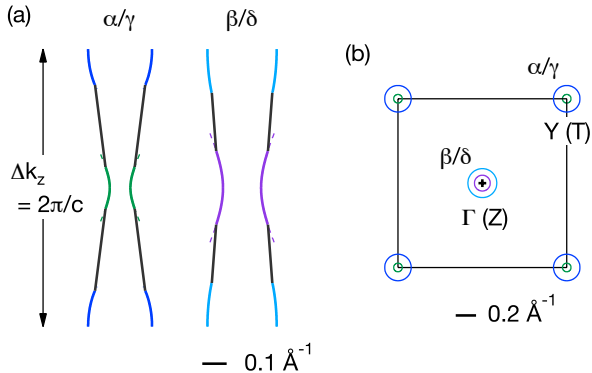 (a)
α/γ
β/δ
Δk_z
= 2π/c
0.1 Å⁻¹
(b)
α/γ
Y (T)
β/δ
Γ (Z)
0.2 Å⁻¹